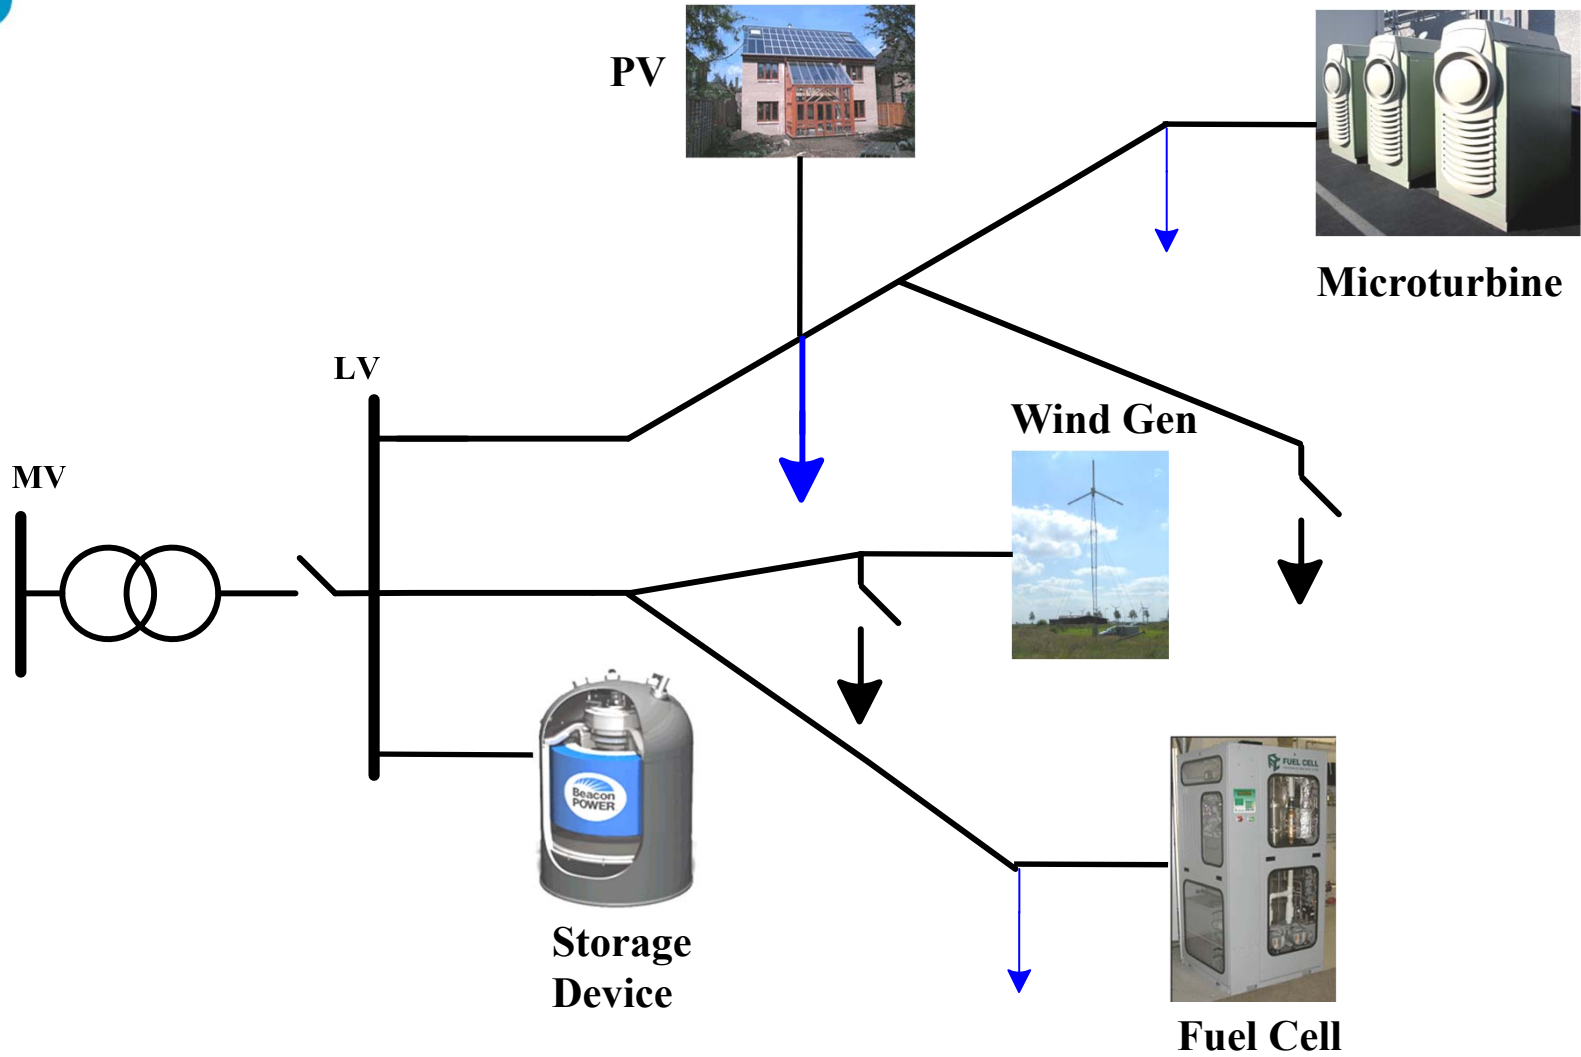 PV
Microturbine
LV
Wind Gen
MV
Beacon
POWER
FUEL CELL
Storage
Device
Fuel Cell